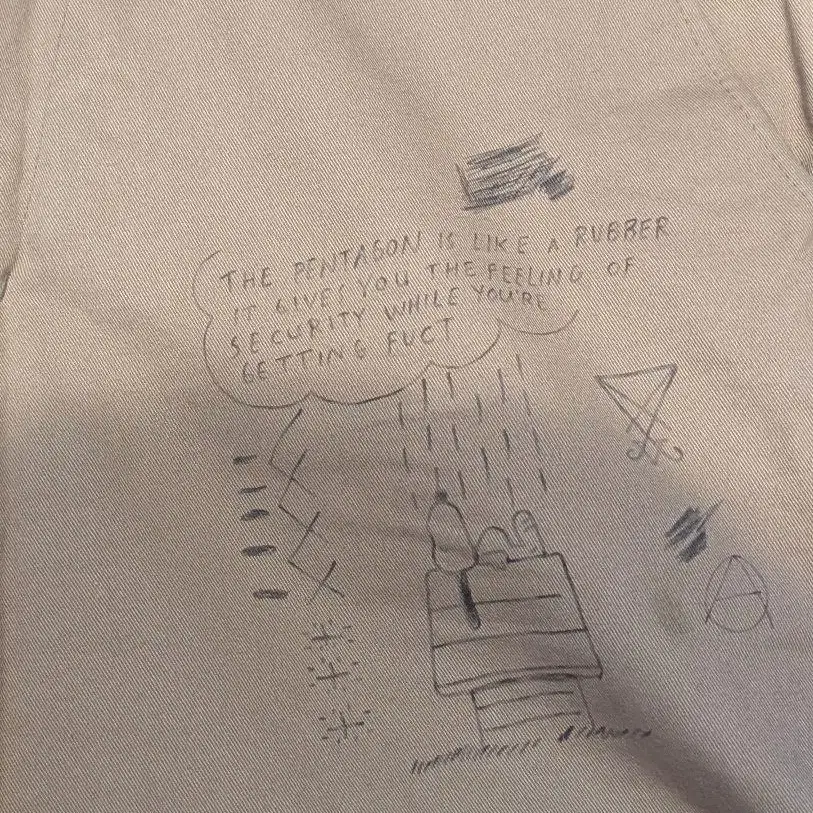 THE PENTAGON IS LIKE A RUBBER
IT GIVES YOU THE FEELING OF
SECURITY WHILE YOU'RE
GETTING FUCT